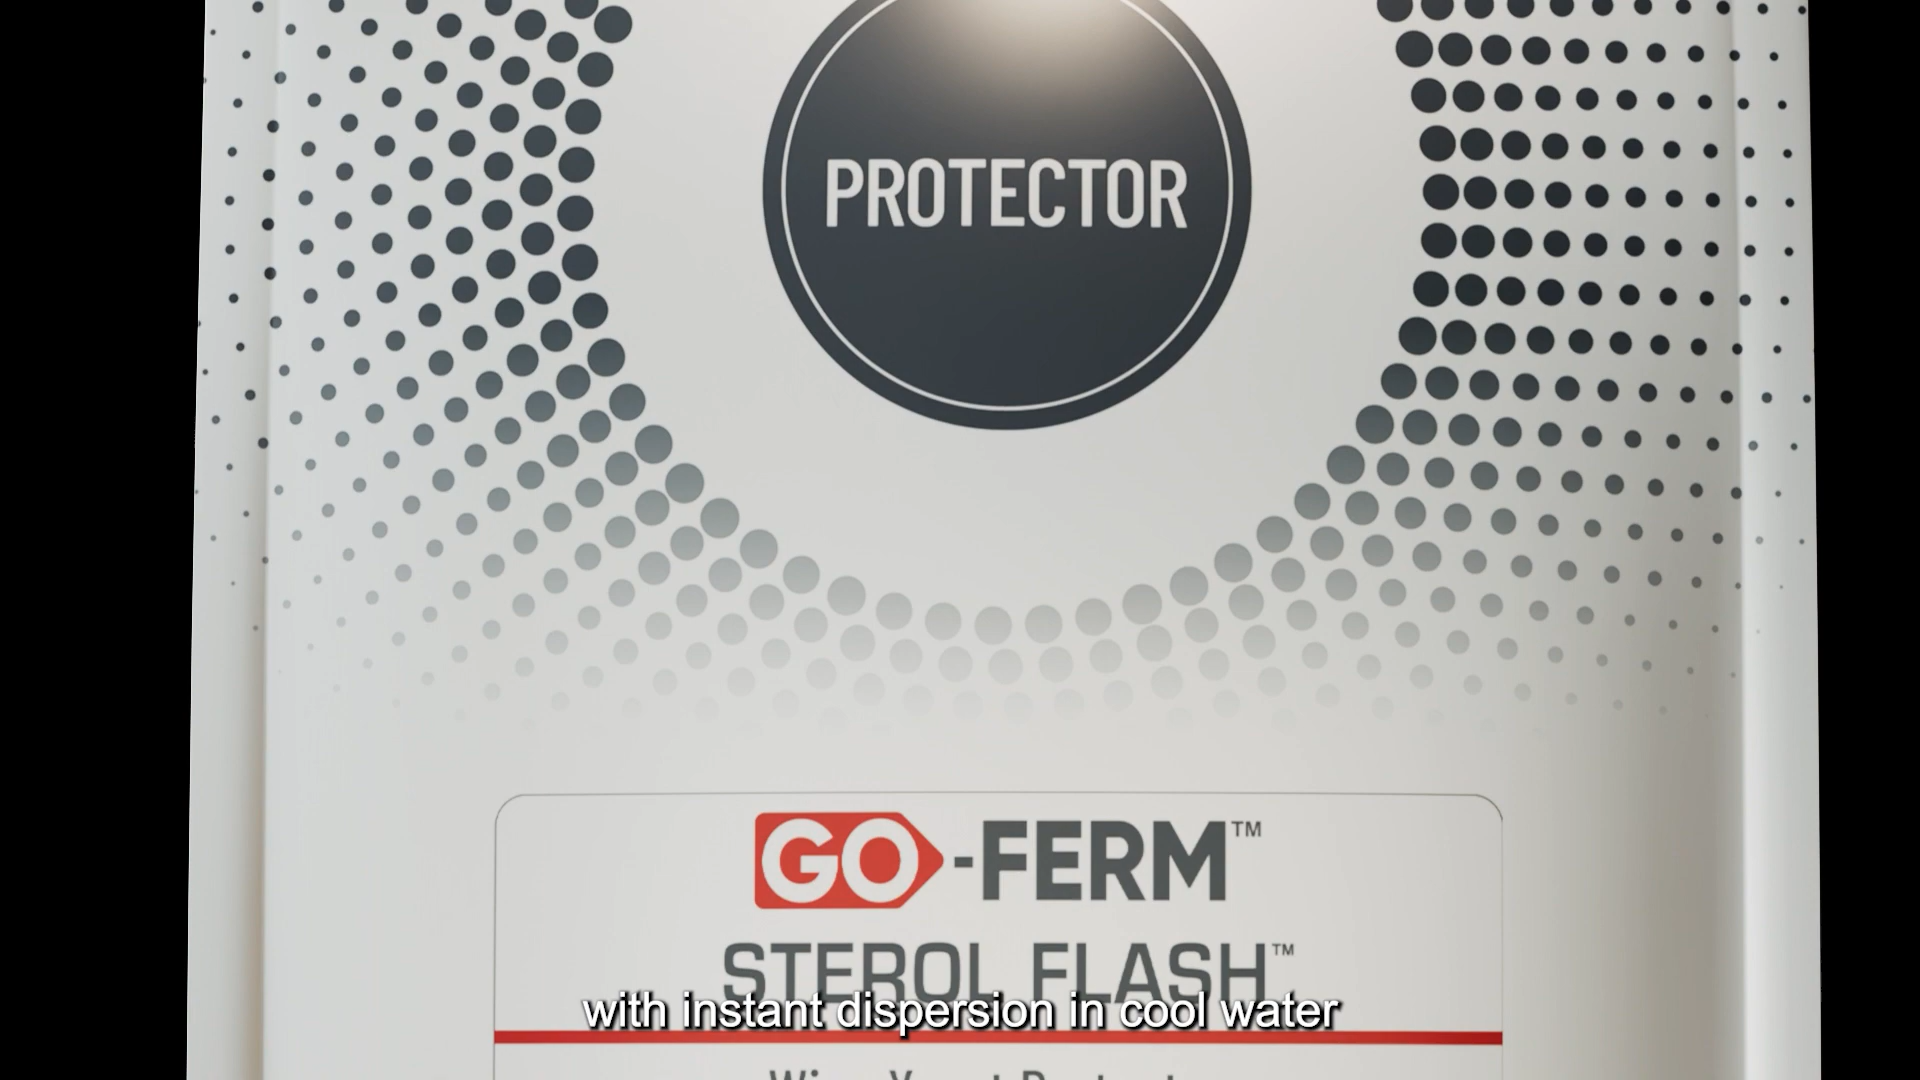 PROTECTOR
GO-FERM™
STEROL FLASH™
with instant dispersion in cool water